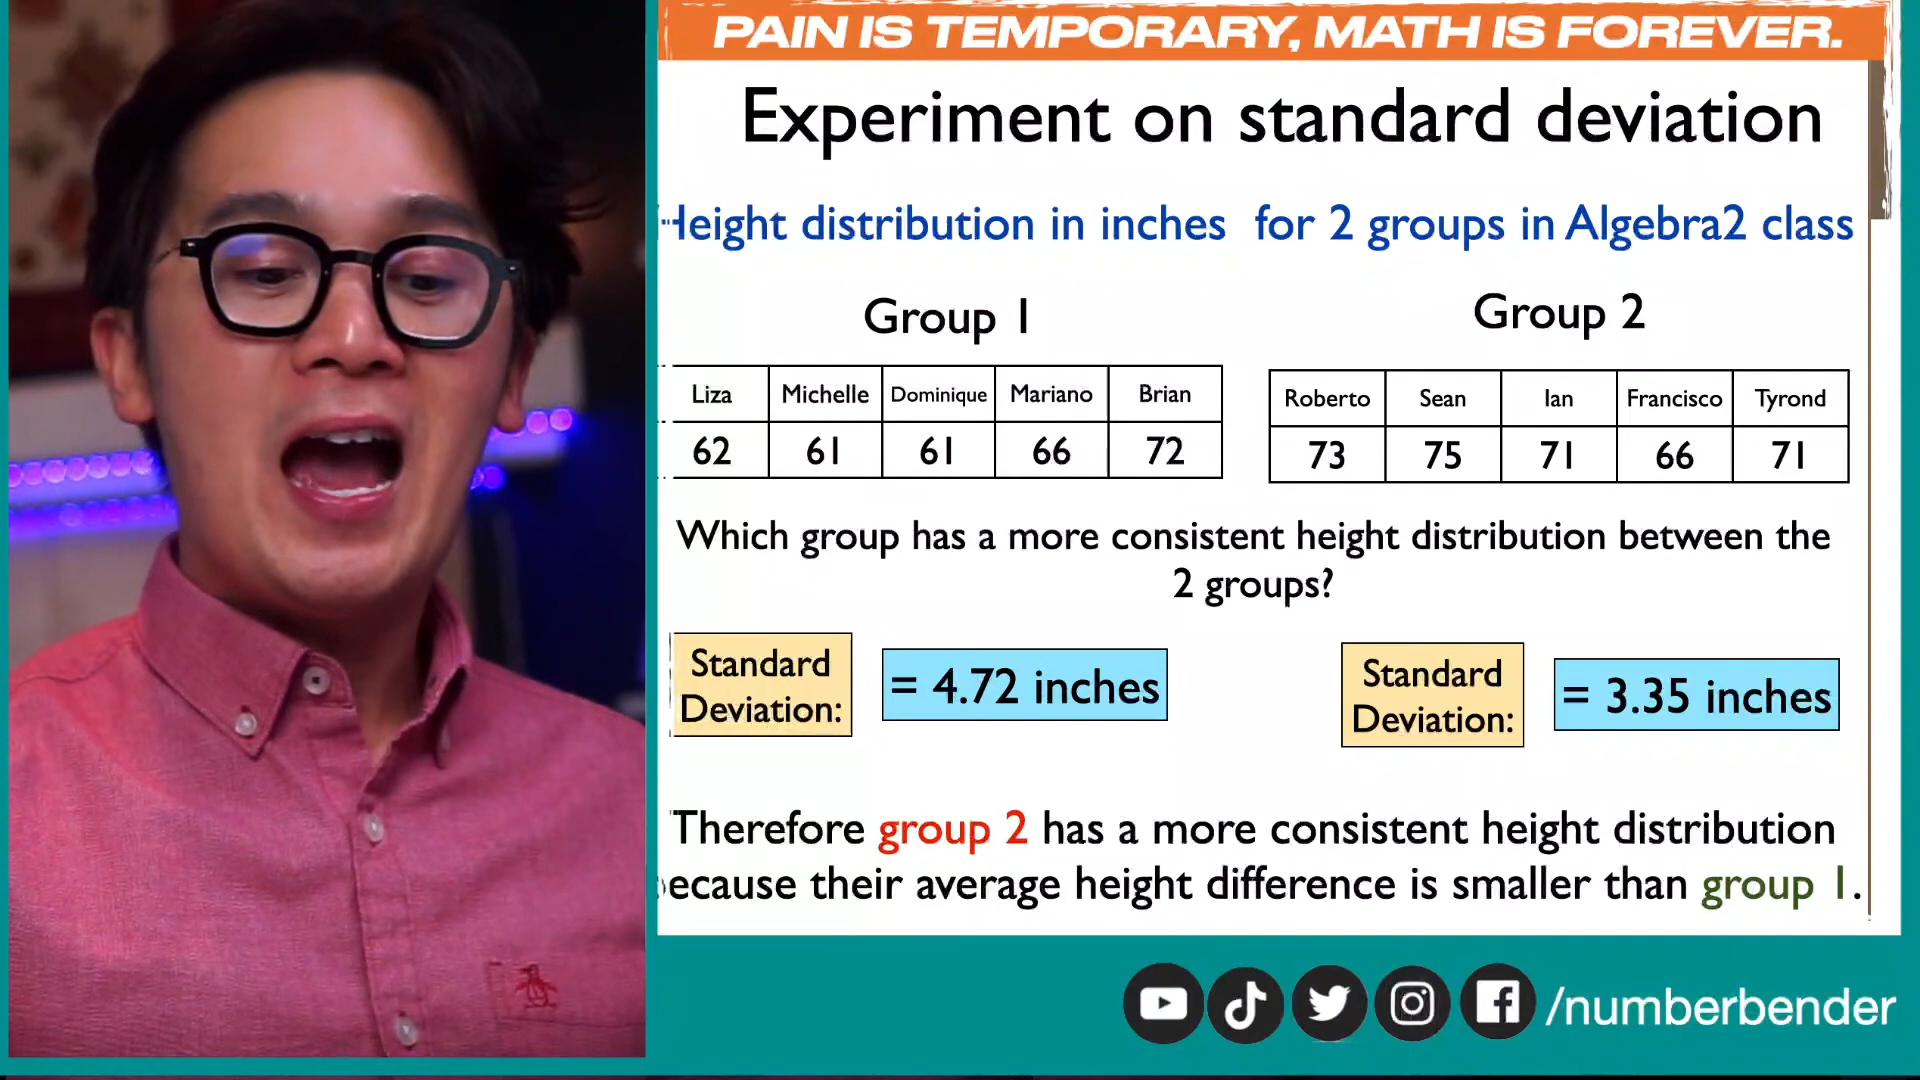 PAIN IS TEMPORARY, MATH IS FOREVER.
Experiment on standard deviation
Height distribution in inches for 2 groups in Algebra2 class
Group 1
Group 2
Liza Michelle Dominique Mariano Brian
62 61 61 66 72
Roberto Sean Ian Francisco Tyrond
73 75 71 66 71
Which group has a more consistent height distribution between the
2 groups?
Standard
Deviation:
= 4.72 inches
Standard
Deviation:
= 3.35 inches
Therefore group 2 has a more consistent height distribution
because their average height difference is smaller than group 1.
/numberbender